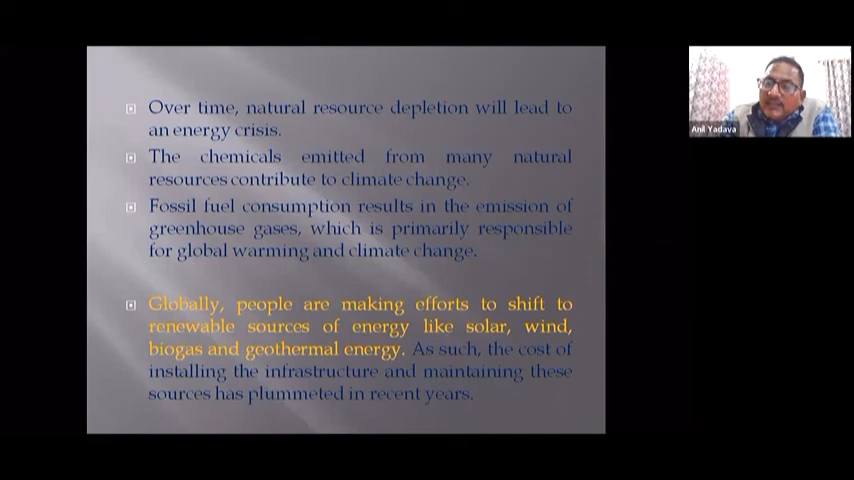 Over time, natural resource depletion will lead to
an energy crisis.
The chemicals emitted from many natural
resources contribute to climate change.
Fossil fuel consumption results in the emission of
greenhouse gases, which is primarily responsible
for global warming and climate change.
Globally, people are making efforts to shift to
renewable sources of energy like solar, wind,
biogas and geothermal energy. As such, the cost of
installing the infrastructure and maintaining these
sources has plummeted in recent years.
Anil Yadava